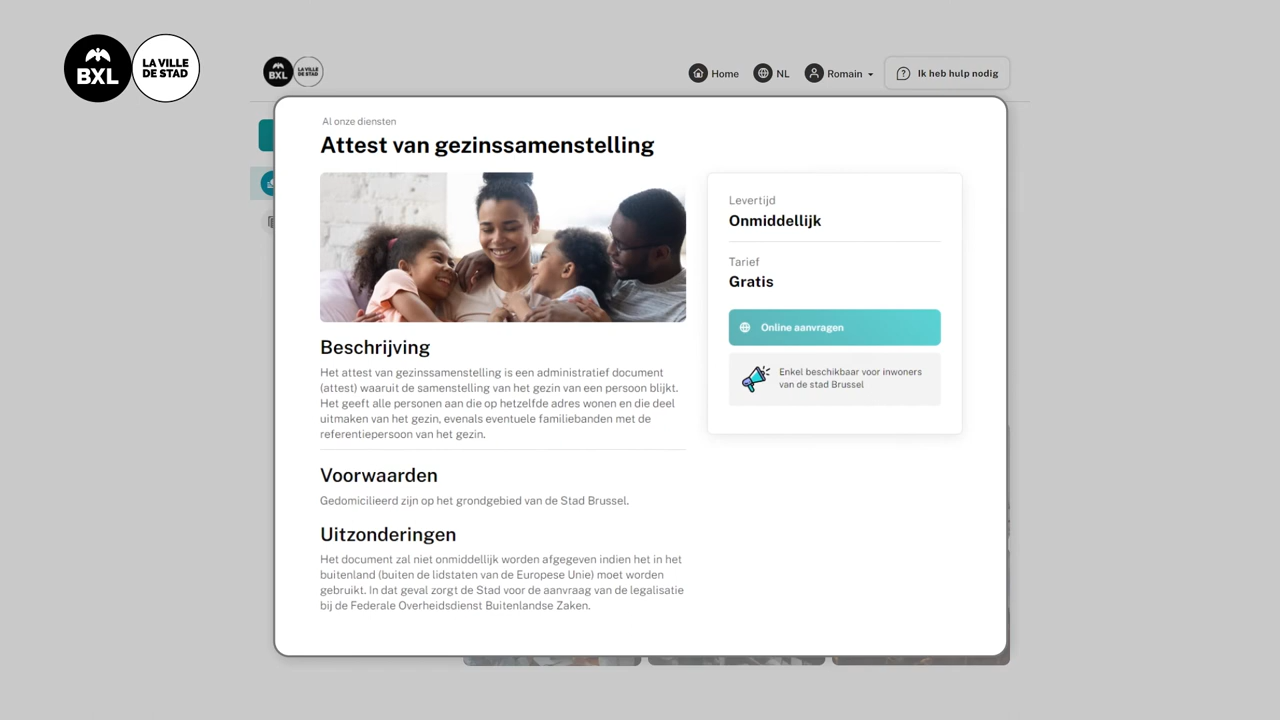 BXL
LA VILLE
DE STAD
BXL
LA VILLE
DE STAD
Home
NL
Romain
Ik heb hulp nodig
Al onze diensten
Attest van gezinssamenstelling
Levertijd
Onmiddellijk
Tarief
Gratis
Online aanvragen
Enkel beschikbaar voor inwoners
van de stad Brussel
Beschrijving
Het attest van gezinssamenstelling is een administratief document
(attest) waaruit de samenstelling van het gezin van een persoon blijkt.
Het geeft alle personen aan die op hetzelfde adres wonen en die deel
uitmaken van het gezin, evenals eventuele familiebanden met de
referentiepersoon van het gezin.
Voorwaarden
Gedomicilieerd zijn op het grondgebied van de Stad Brussel.
Uitzonderingen
Het document zal niet onmiddellijk worden afgegeven indien het in het
buitenland (buiten de lidstaten van de Europese Unie) moet worden
gebruikt. In dat geval zorgt de Stad voor de aanvraag van de legalisatie
bij de Federale Overheidsdienst Buitenlandse Zaken.